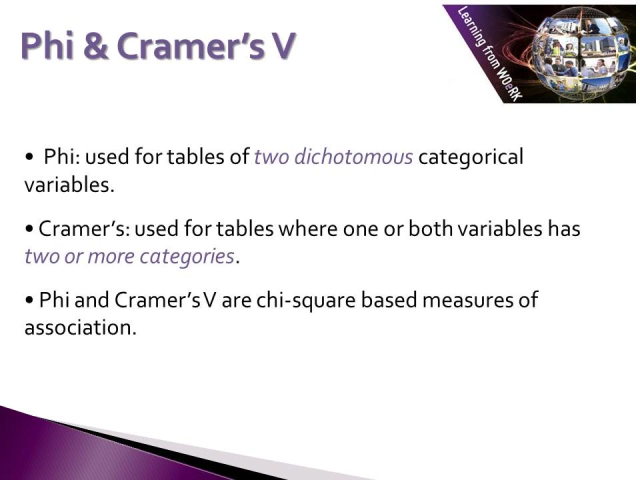 Phi & Cramer’s V
Learning from WOeRK
• Phi: used for tables of two dichotomous categorical
variables.
• Cramer’s: used for tables where one or both variables has
two or more categories.
• Phi and Cramer’s V are chi-square based measures of
association.